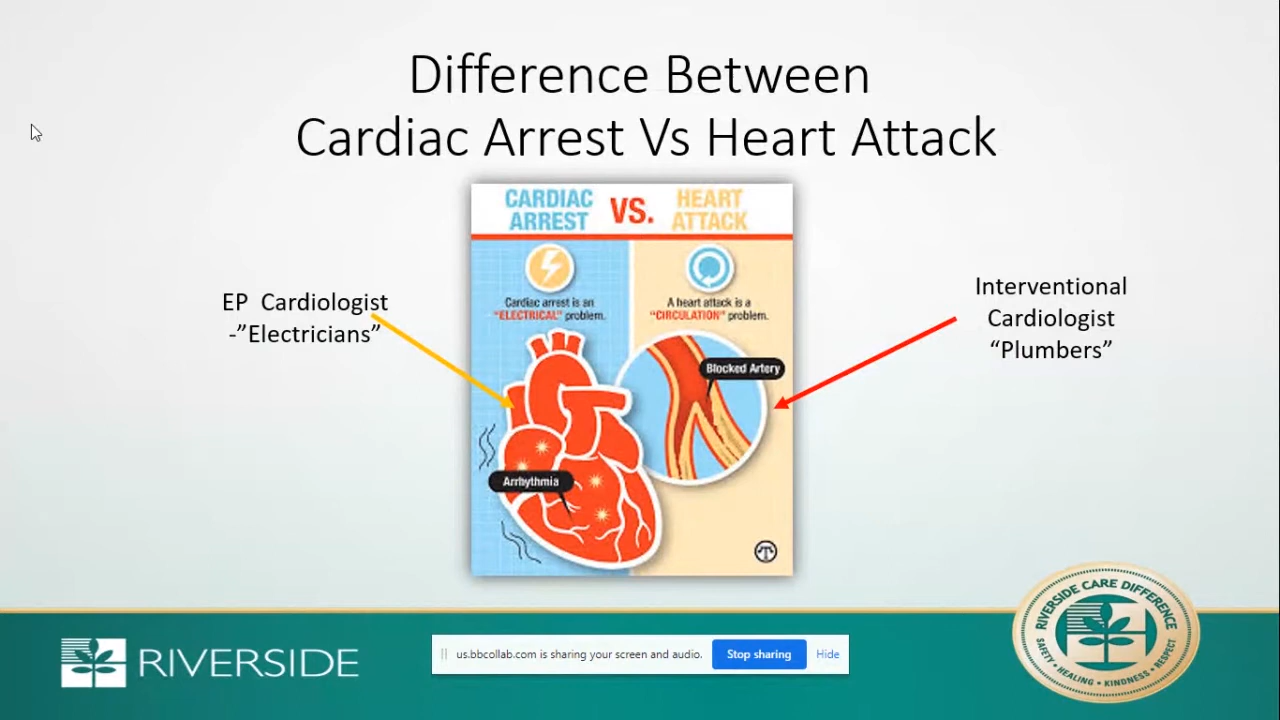 Difference Between
Cardiac Arrest Vs Heart Attack
CARDIAC
ARREST
VS.
HEART
ATTACK
Cardiac arrest is an
"ELECTRICAL" problem.
A heart attack is a
"CIRCULATION" problem.
Blocked Artery
Arrhythmia
EP Cardiologist
-”Electricians”
Interventional
Cardiologist
“Plumbers”
RIVERSIDE
us.bbcollab.com is sharing your screen and audio.
Stop sharing
Hide
RIVERSIDE CARE DIFFERENCE
SAFETY • HEALING • KINDNESS • RESPECT